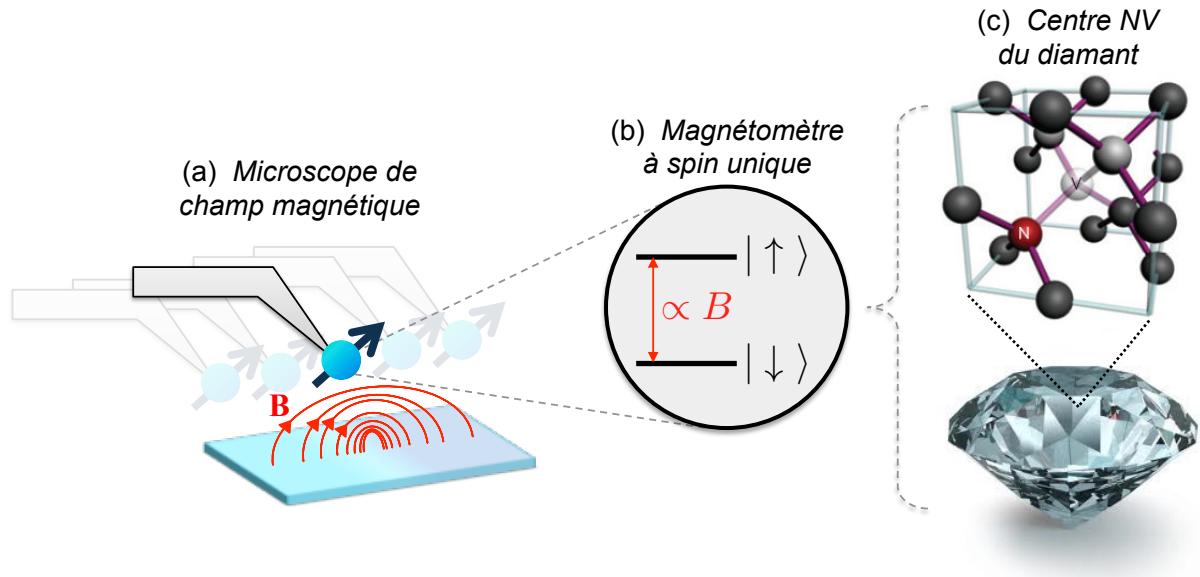 (a) Microscope de
champ magnétique
B
(b) Magnétomètre
à spin unique
| ↑ ⟩
∝ B
| ↓ ⟩
(c) Centre NV
du diamant
V
N